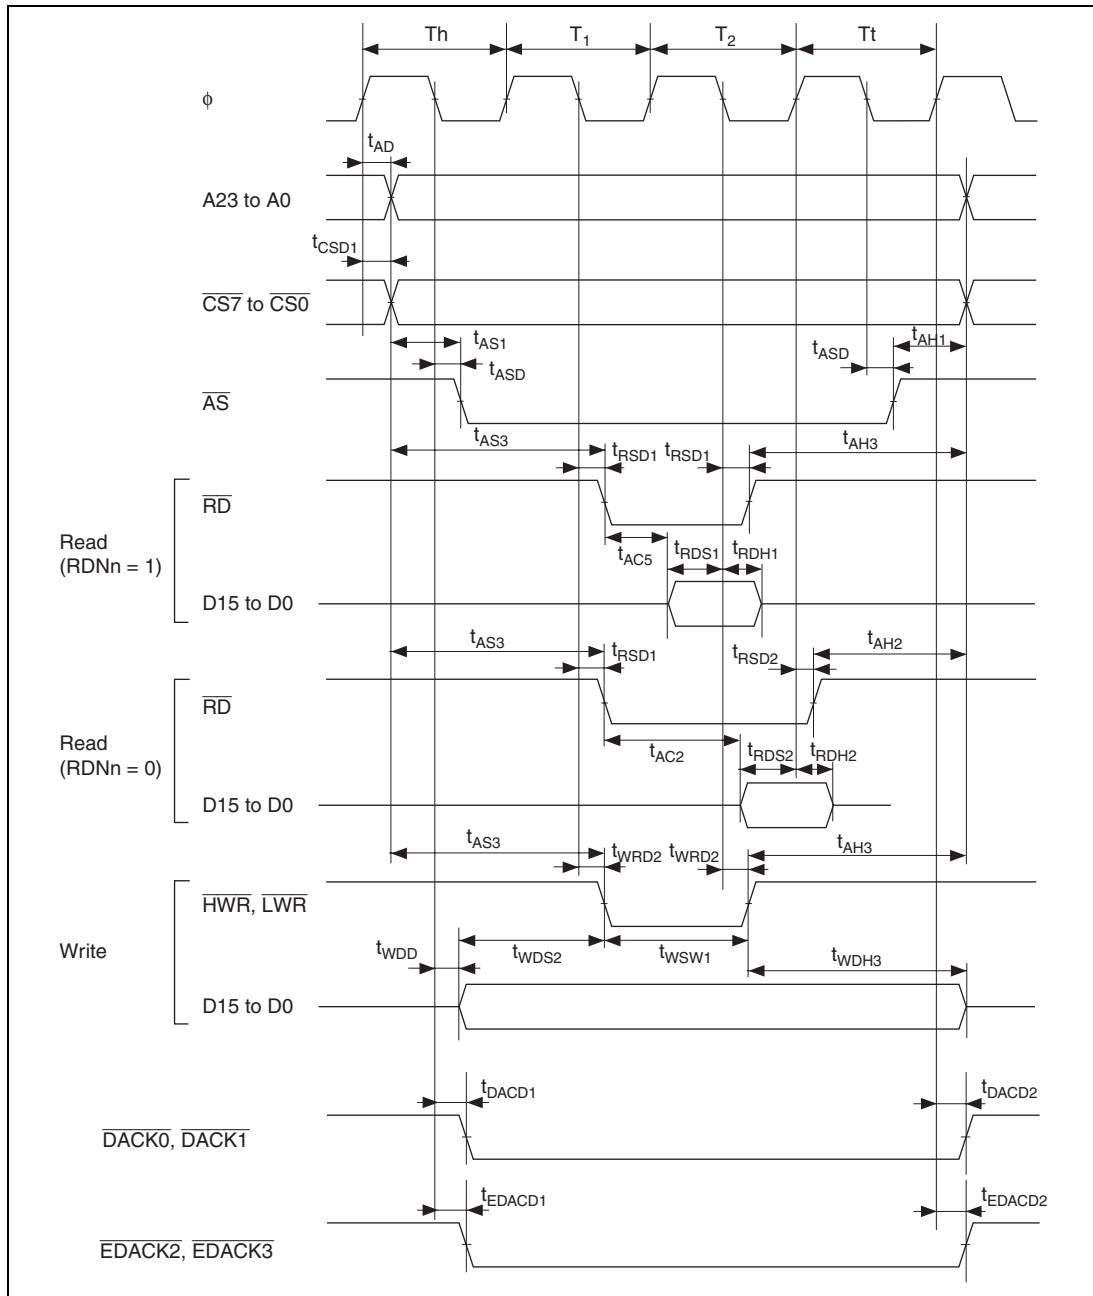 Th T1 T2 Tt
φ
tAD
A23 to A0
tCSD1
CS7 to CS0
tAS1 tAH1
tASD tASD
AS
tAS3 tRSD1 tRSD1 tAH3
RD
Read
(RDNn = 1)
tAC5 tRDS1 tRDH1
D15 to D0
tAS3 tRSD1 tRSD2 tAH2
RD
Read
(RDNn = 0)
tAC2 tRDS2 tRDH2
D15 to D0
tAS3 tWRD2 tWRD2 tAH3
HWR, LWR
Write
tWDD tWDS2 tWSW1 tWDH3
D15 to D0
tDACD1 tDACD2
DACK0, DACK1
tEDACD1 tEDACD2
EDACK2, EDACK3